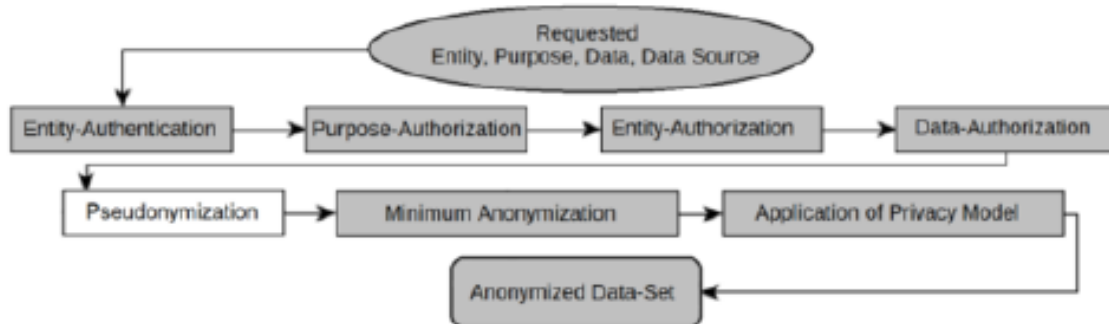 Requested
Entity, Purpose, Data, Data Source
Entity-Authentication
Purpose-Authorization
Entity-Authorization
Data-Authorization
Pseudonymization
Minimum Anonymization
Application of Privacy Model
Anonymized Data-Set